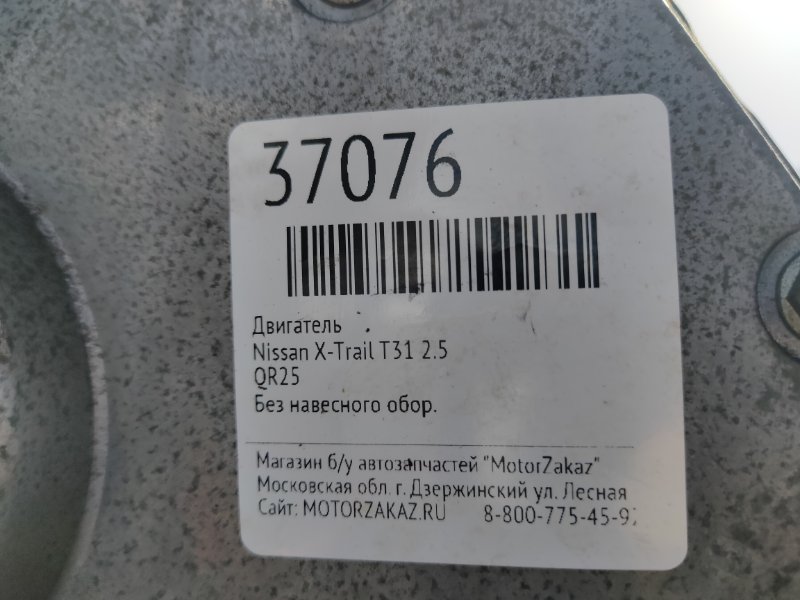 37076
Двигатель
Nissan X-Trail T31 2.5
QR25
Без навесного обор.
Магазин б/у автозапчастей "MotorZakaz"
Московская обл. г. Дзержинский ул. Лесная
Сайт: MOTORZAKAZ.RU